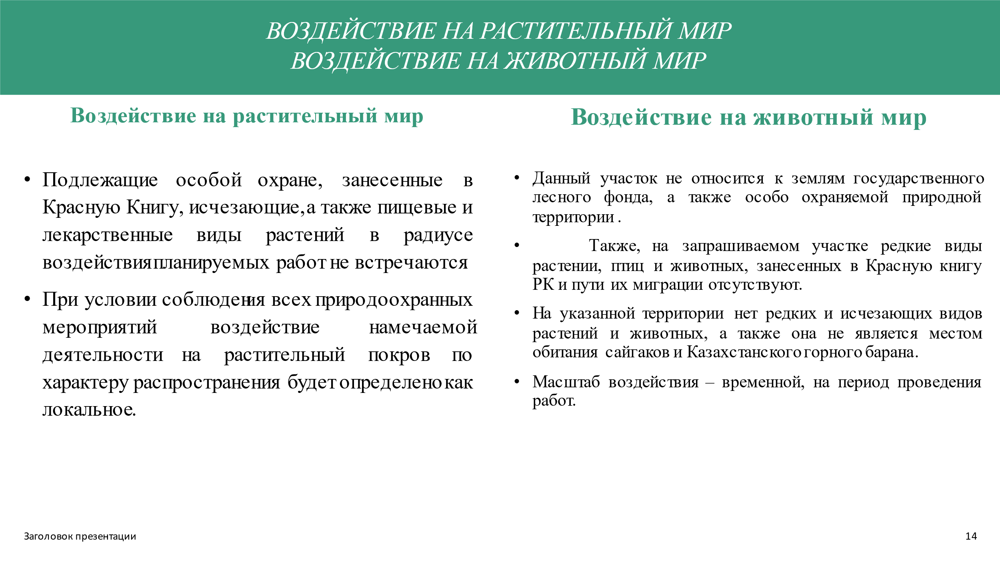 ВОЗДЕЙСТВИЕ НА РАСТИТЕЛЬНЫЙ МИР
ВОЗДЕЙСТВИЕ НА ЖИВОТНЫЙ МИР
Воздействие на растительный мир
• Подлежащие особой охране, занесенные в
Красную Книгу, исчезающие, а также пищевые и
лекарственные виды растений в радиусе
воздействия планируемых работ не встречаются
• При условии соблюдения всех природоохранных
мероприятий воздействие намечаемой
деятельности на растительный покров по
характеру распространения будет определено как
локальное.
Воздействие на животный мир
• Данный участок не относится к землям государственного
лесного фонда, а также особо охраняемой природной
территории .
• Также, на запрашиваемом участке редкие виды
растении, птиц и животных, занесенных в Красную книгу
РК и пути их миграции отсутствуют.
• На указанной территории нет редких и исчезающих видов
растений и животных, а также она не является местом
обитания сайгаков и Казахстанского горного барана.
• Масштаб воздействия – временной, на период проведения
работ.
Заголовок презентации
14